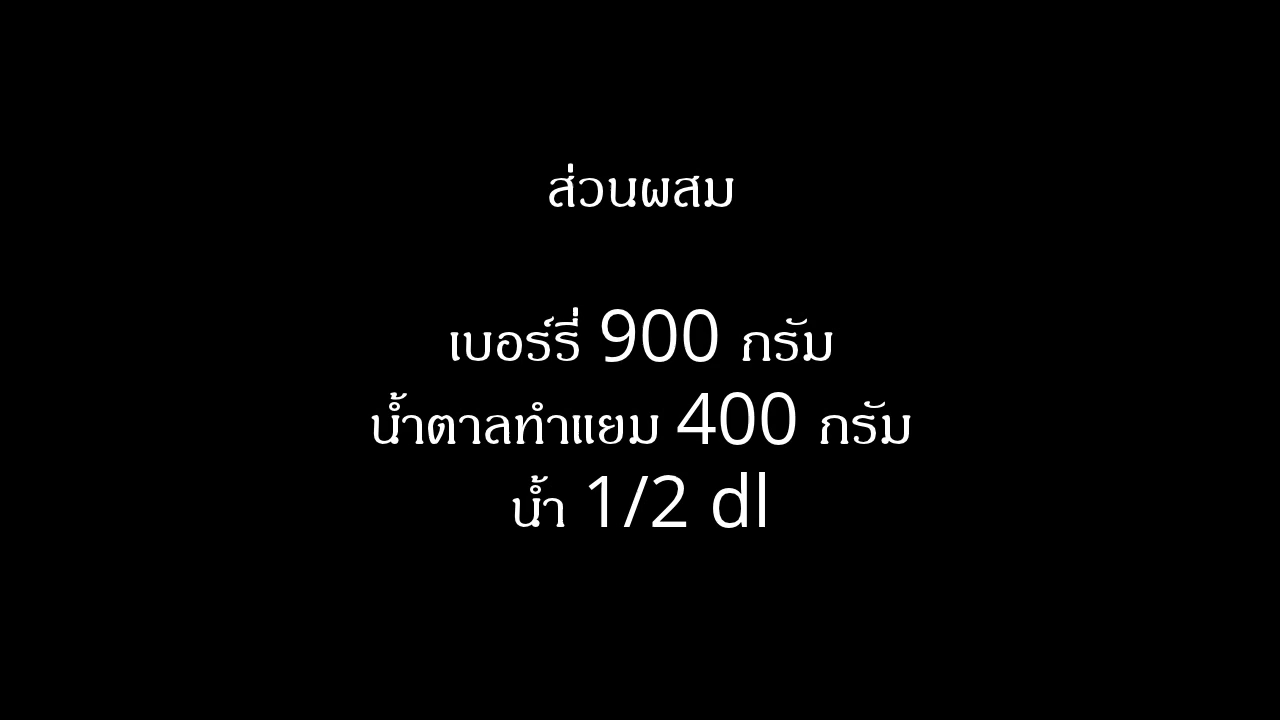 ส่วนผสม
เบอร์รี่ 900 กรัม
น้ำตาลทำแยม 400 กรัม
น้ำ 1/2 dl